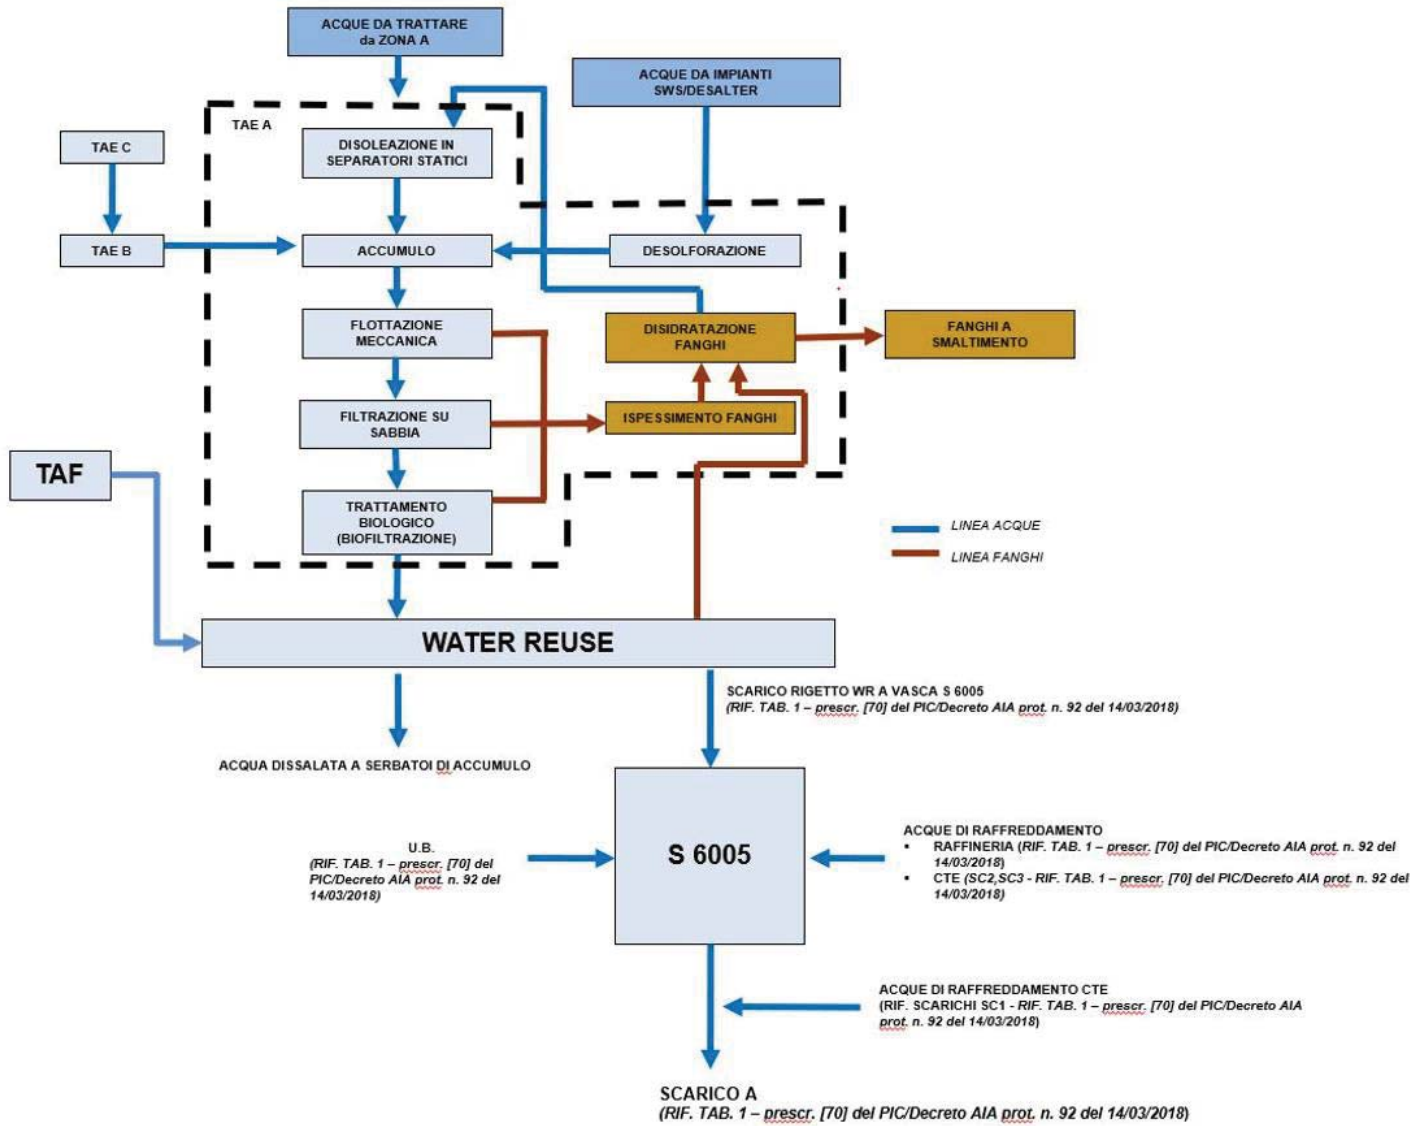 ACQUE DA TRATTARE
da ZONA A
ACQUE DA IMPIANTI
SWS/DESALTER
TAE A
TAE C
DISOLEAZIONE IN
SEPARATORI STATICI
TAE B
ACCUMULO
DESOLFORAZIONE
FLOTTAZIONE
MECCANICA
DISIDRATAZIONE
FANGHI
FANGHI A
SMALTIMENTO
FILTRAZIONE SU
SABBIA
ISPESSIMENTO FANGHI
TAF
TRATTAMENTO
BIOLOGICO
(BIOFILTRAZIONE)
LINEA ACQUE
LINEA FANGHI
WATER REUSE
SCARICO RIGETTO WR A VASCA S 6005
(RIF. TAB. 1 – prescr. [70] del PIC/Decreto AIA prot. n. 92 del 14/03/2018)
ACQUA DISSALATA A SERBATOI DI ACCUMULO
S 6005
U.B.
(RIF. TAB. 1 – prescr. [70] del
PIC/Decreto AIA prot. n. 92 del
14/03/2018)
ACQUE DI RAFFREDDAMENTO
▪ RAFFINERIA (RIF. TAB. 1 – prescr. [70] del PIC/Decreto AIA prot. n. 92 del
14/03/2018)
▪ CTE (SC2,SC3 - RIF. TAB. 1 – prescr. [70] del PIC/Decreto AIA prot. n. 92 del
14/03/2018)
ACQUE DI RAFFREDDAMENTO CTE
(RIF. SCARICHI SC1 - RIF. TAB. 1 – prescr. [70] del PIC/Decreto AIA
prot. n. 92 del 14/03/2018)
SCARICO A
(RIF. TAB. 1 – prescr. [70] del PIC/Decreto AIA prot. n. 92 del 14/03/2018)